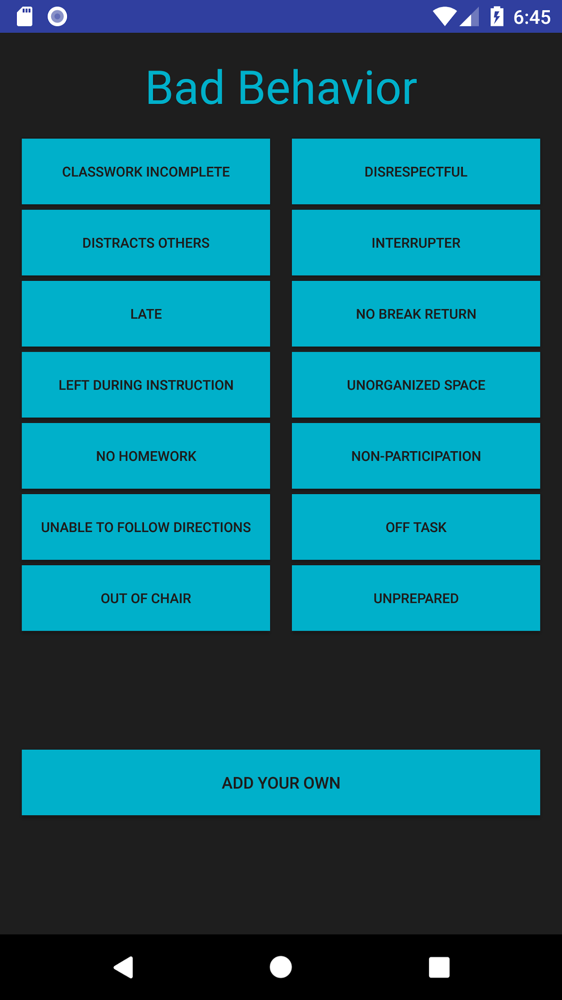 6:45
Bad Behavior
CLASSWORK INCOMPLETE
DISRESPECTFUL
DISTRACTS OTHERS
INTERRUPTER
LATE
NO BREAK RETURN
LEFT DURING INSTRUCTION
UNORGANIZED SPACE
NO HOMEWORK
NON-PARTICIPATION
UNABLE TO FOLLOW DIRECTIONS
OFF TASK
OUT OF CHAIR
UNPREPARED
ADD YOUR OWN